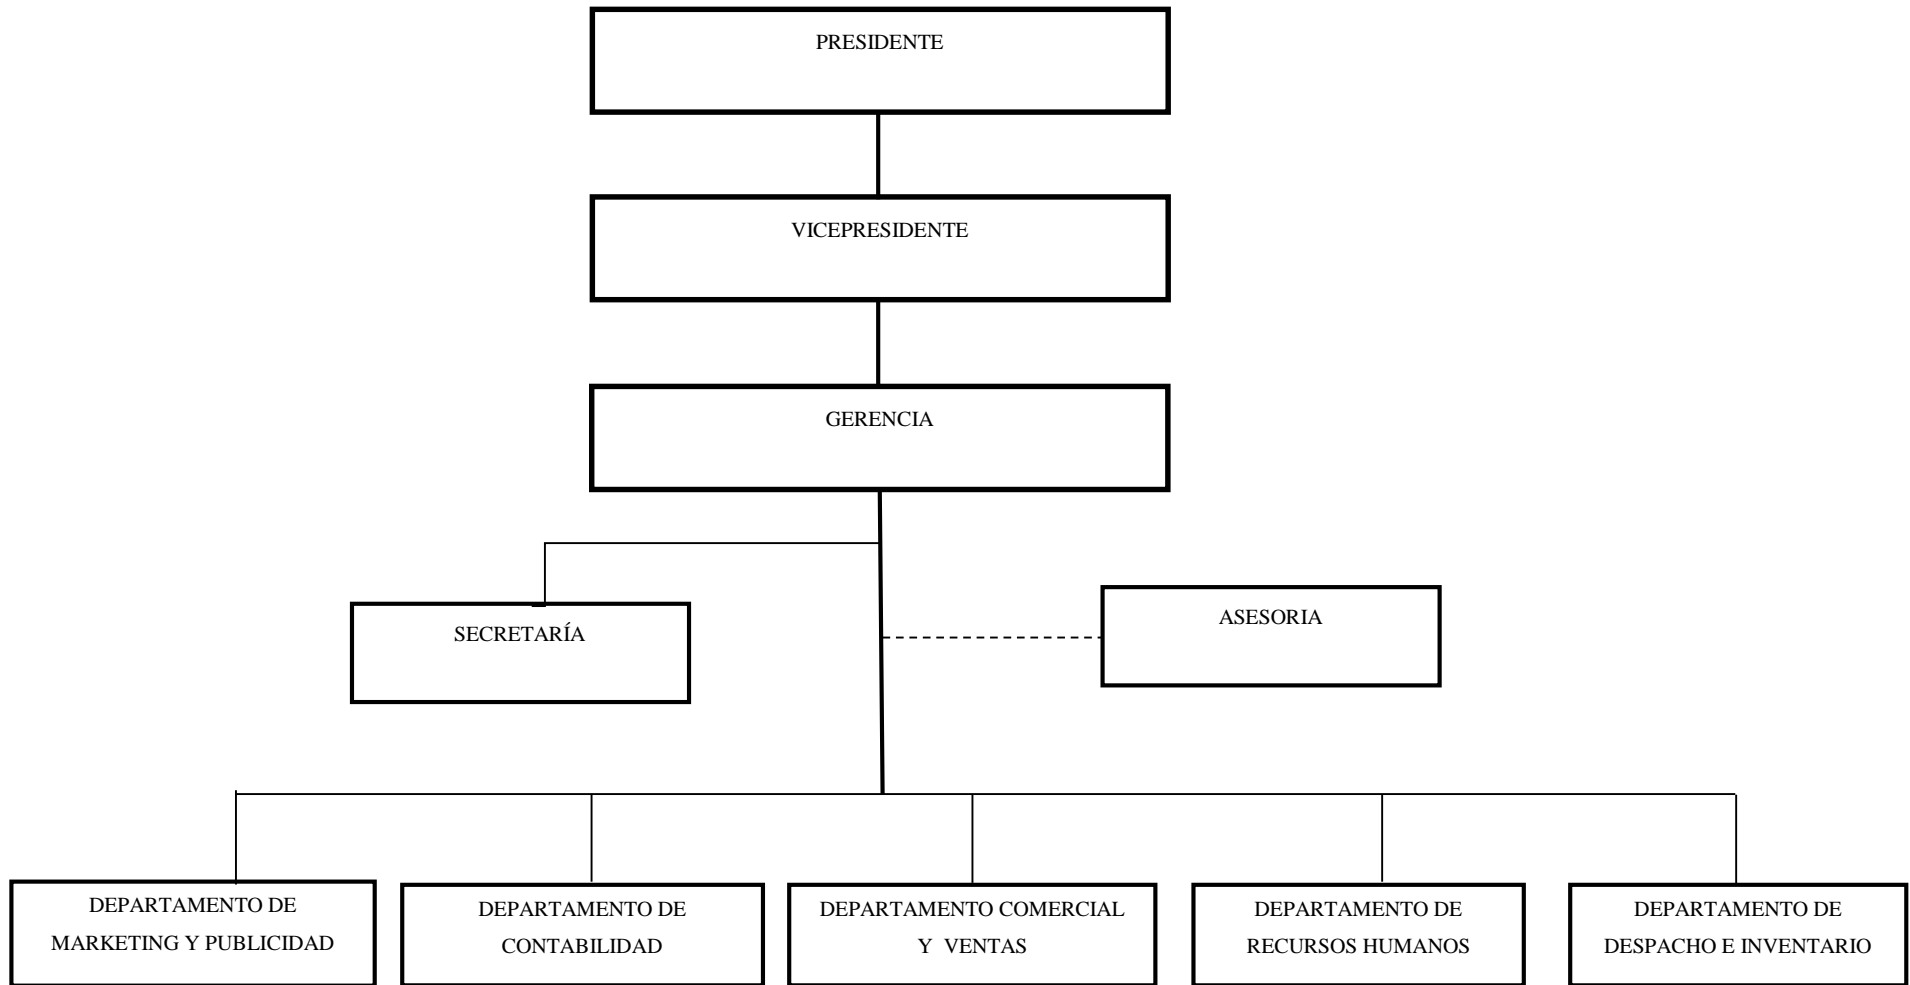 PRESIDENTE
VICEPRESIDENTE
GERENCIA
SECRETARÍA
ASESORIA
DEPARTAMENTO DE
MARKETING Y PUBLICIDAD
DEPARTAMENTO DE
CONTABILIDAD
DEPARTAMENTO COMERCIAL
Y VENTAS
DEPARTAMENTO DE
RECURSOS HUMANOS
DEPARTAMENTO DE
DESPACHO E INVENTARIO